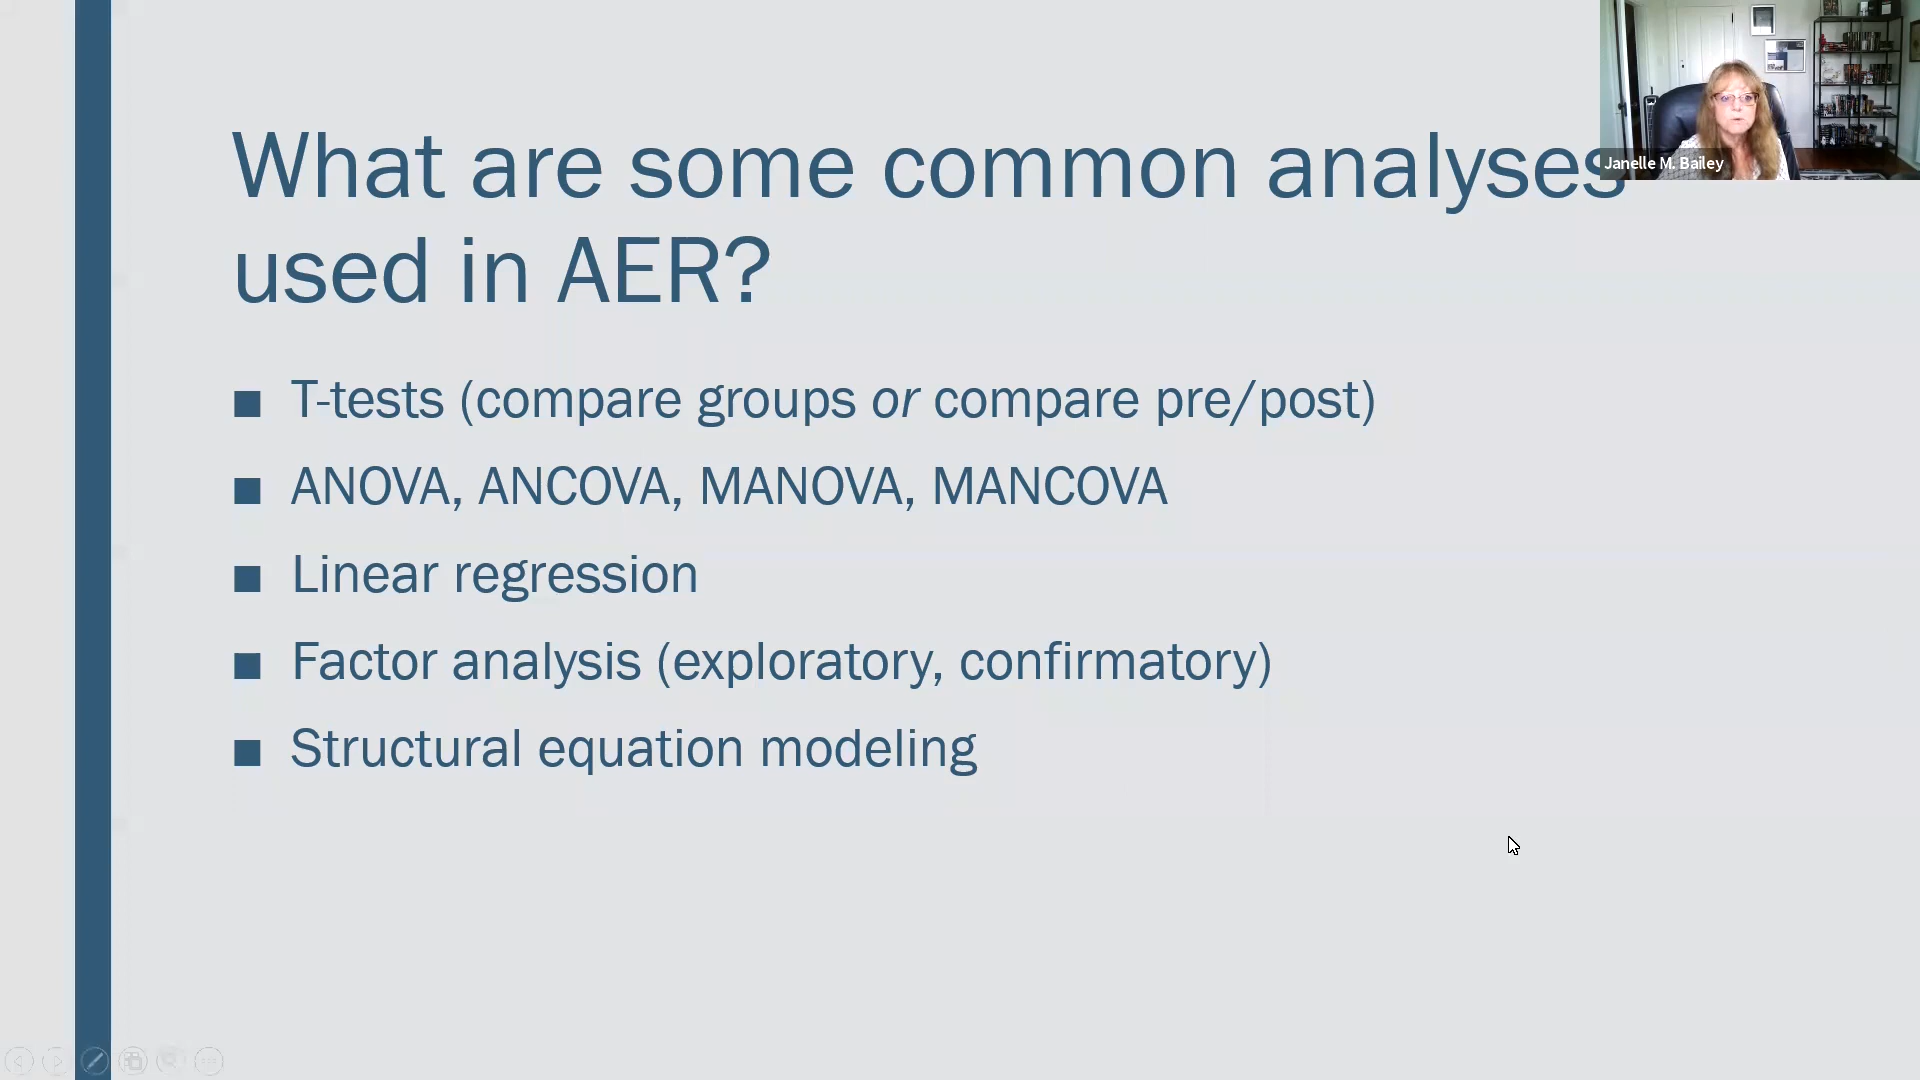 What are some common analyses
used in AER?
Janelle M. Bailey
■ T-tests (compare groups or compare pre/post)
■ ANOVA, ANCOVA, MANOVA, MANCOVA
■ Linear regression
■ Factor analysis (exploratory, confirmatory)
■ Structural equation modeling